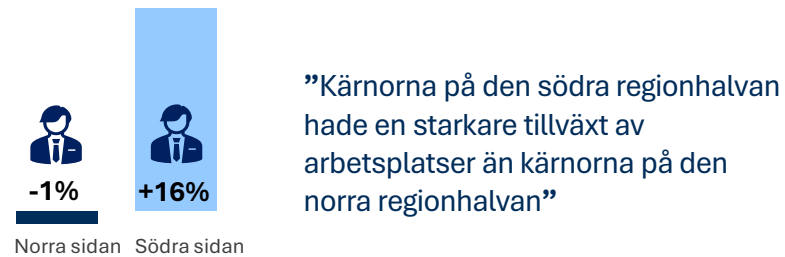 -1%
+16%
Norra sidan
Södra sidan
”Kärnorna på den södra regionhalvan
hade en starkare tillväxt av
arbetsplatser än kärnorna på den
norra regionhalvan”